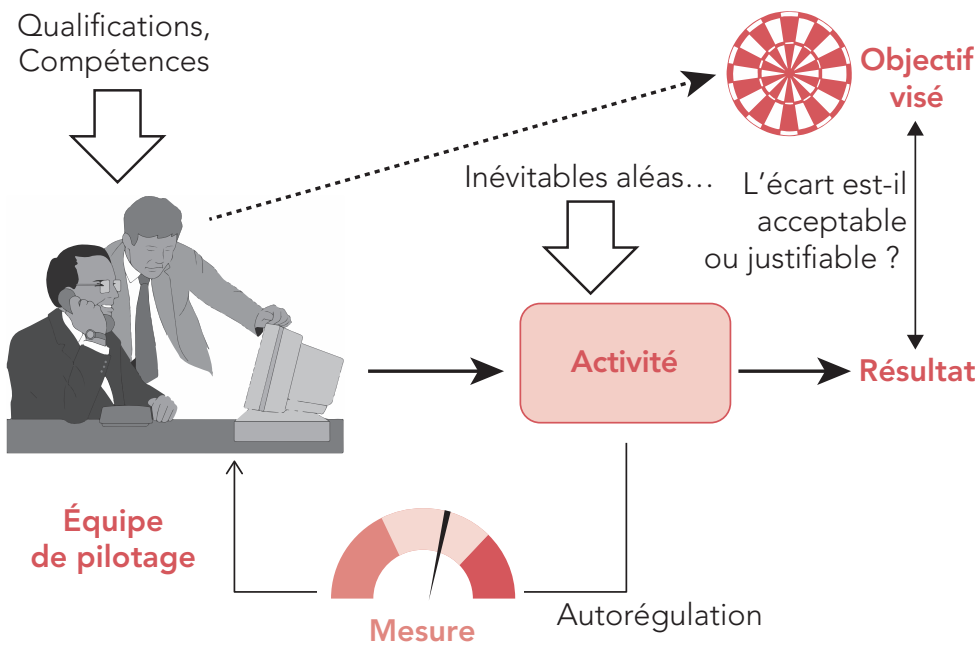 Qualifications,
Compétences
Objectif
visé
Inévitables aléas…
L’écart est-il
acceptable
ou justifiable ?
Activité
Résultat
Équipe
de pilotage
Mesure
Autorégulation